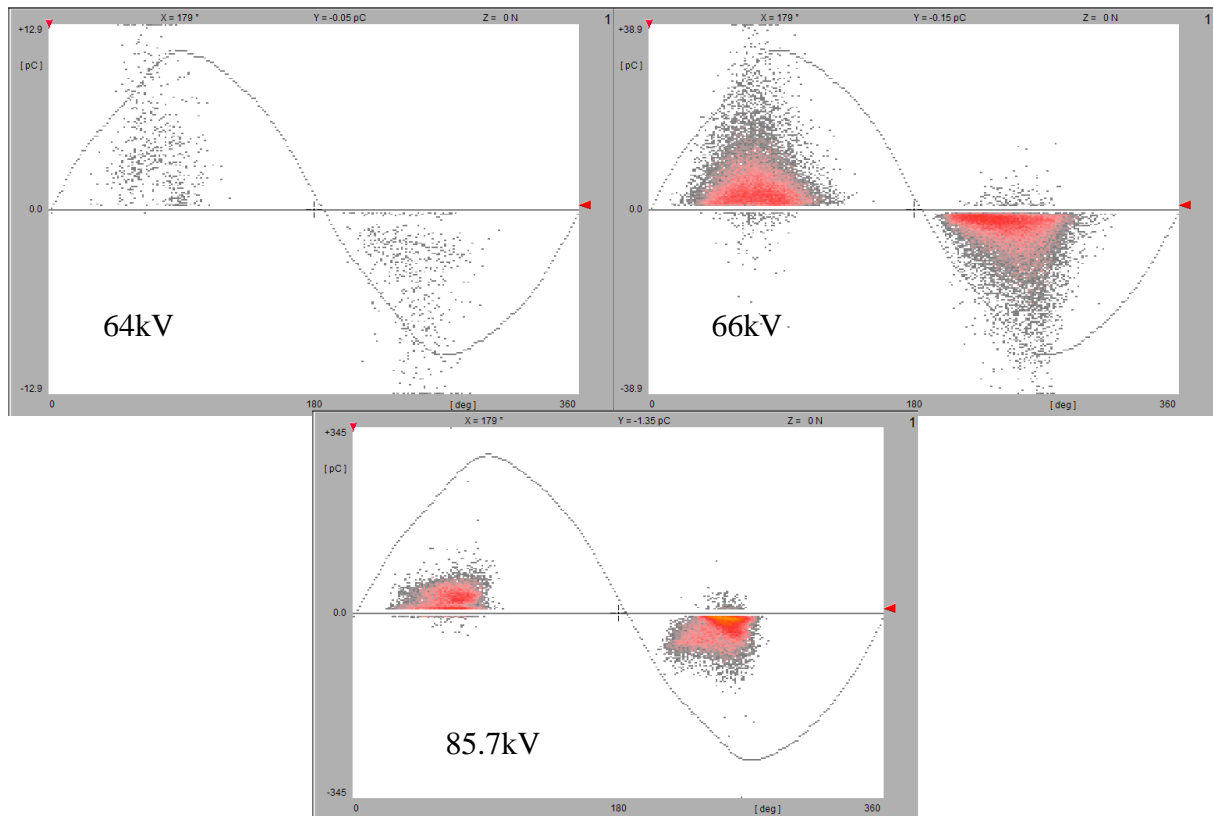 X = 179 ° Y = -0.05 pC Z = 0 N 1
+12.9
[ pC ]
0.0
64kV
-12.9
0 180 [ deg ] 360
X = 179 ° Y = -0.15 pC Z = 0 N 1
+38.9
[ pC ]
0.0
66kV
-38.9
0 180 [ deg ] 360
X = 179 ° Y = -1.35 pC Z = 0 N 1
+345
[ pC ]
0.0
85.7kV
-345
0 180 [ deg ] 360